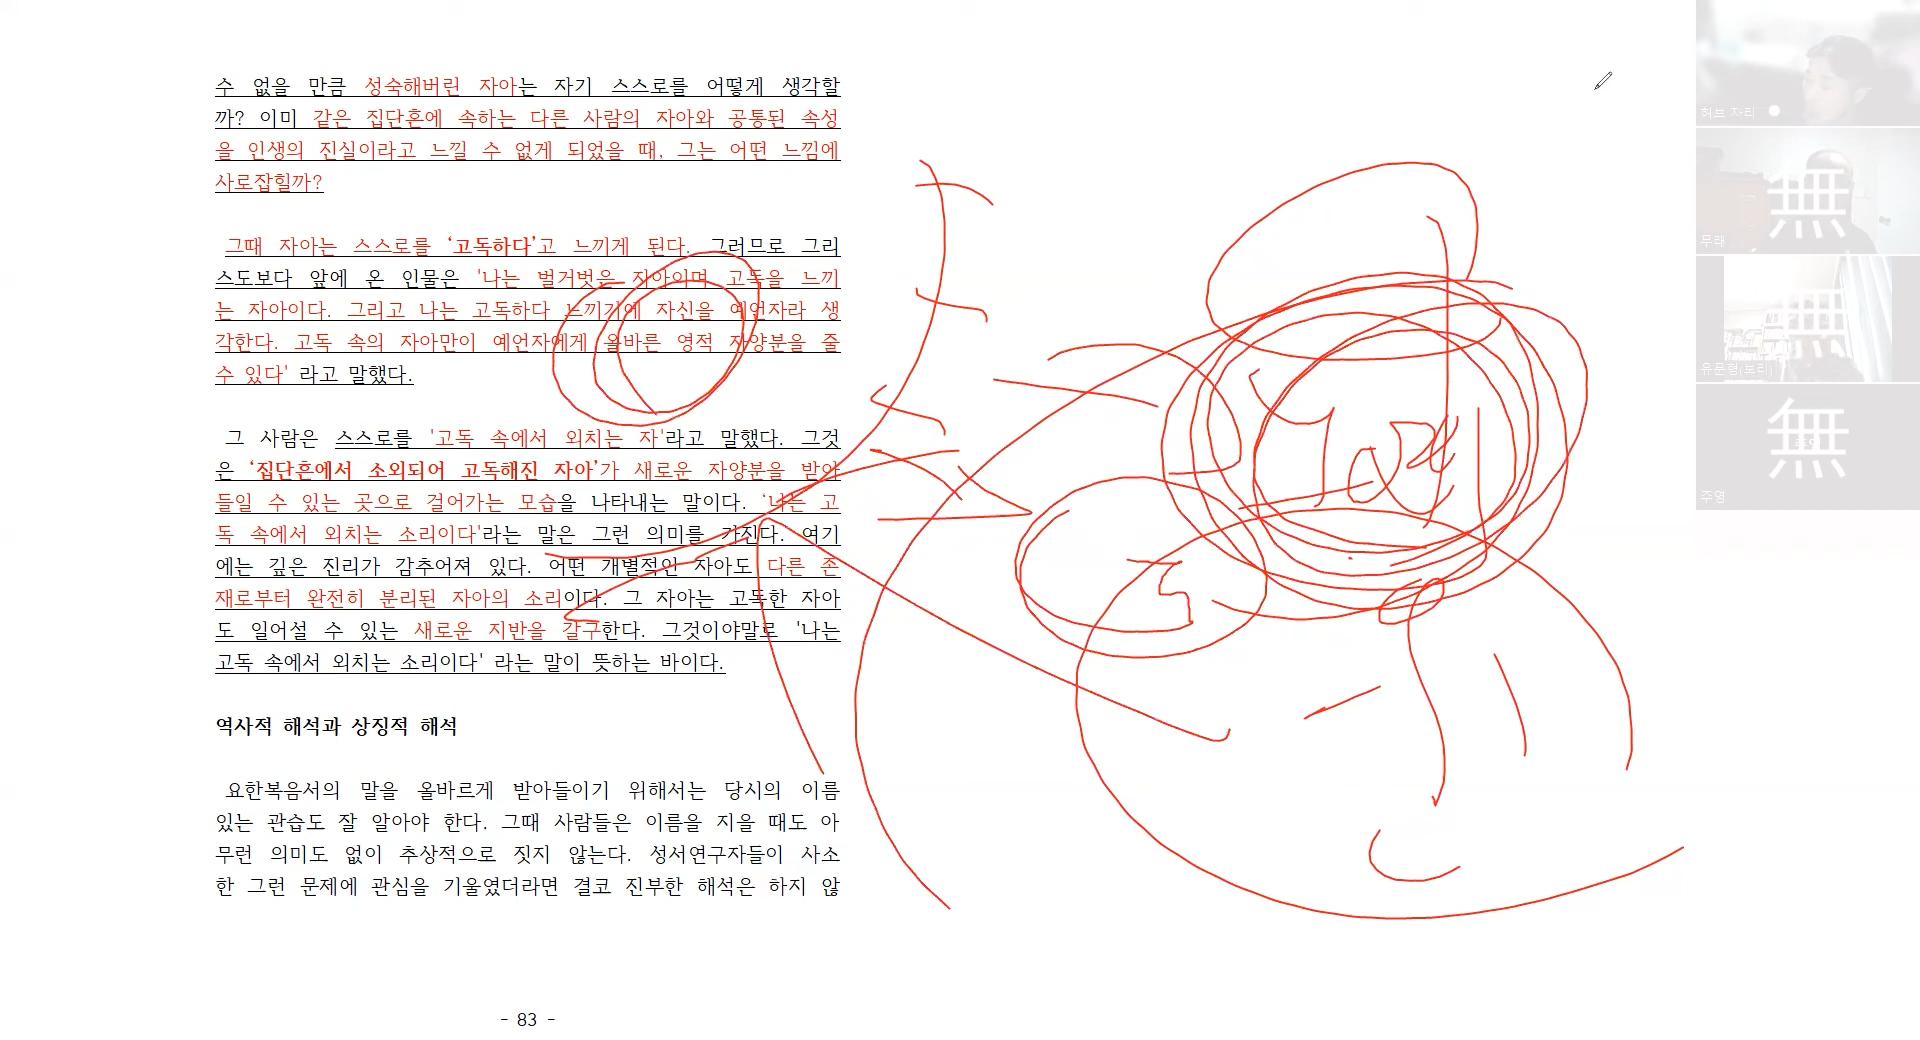 수 없을 만큼 성숙해버린 자아는 자기 스스로를 어떻게 생각할
까? 이미 같은 집단혼에 속하는 다른 사람의 자아와 공통된 속성
을 인생의 진실이라고 느낄 수 없게 되었을 때, 그는 어떤 느낌에
사로잡힐까?
그때 자아는 스스로를 ‘고독하다’고 느끼게 된다. 그러므로 그리
스도보다 앞에 온 인물은 '나는 벌거벗은 자아이며 고독을 느끼
는 자아이다. 그리고 나는 고독하다 느끼기에 자신을 예언자라 생
각한다. 고독 속의 자아만이 예언자에게 올바른 영적 자양분을 줄
수 있다' 라고 말했다.
그 사람은 스스로를 '고독 속에서 외치는 자'라고 말했다. 그것
은 ‘집단혼에서 소외되어 고독해진 자아’가 새로운 자양분을 받아
들일 수 있는 곳으로 걸어가는 모습을 나타내는 말이다. ‘나는 고
독 속에서 외치는 소리이다'라는 말은 그런 의미를 가진다. 여기
에는 깊은 진리가 감추어져 있다. 어떤 개별적인 자아도 다른 존
재로부터 완전히 분리된 자아의 소리이다. 그 자아는 고독한 자아
도 일어설 수 있는 새로운 지반을 갈구한다. 그것이야말로 '나는
고독 속에서 외치는 소리이다' 라는 말이 뜻하는 바이다.
역사적 해석과 상징적 해석
요한복음서의 말을 올바르게 받아들이기 위해서는 당시의 이름
있는 관습도 잘 알아야 한다. 그때 사람들은 이름을 지을 때도 아
무런 의미도 없이 추상적으로 짓지 않는다. 성서연구자들이 사소
한 그런 문제에 관심을 기울였더라면 결코 진부한 해석은 하지 않
- 83 -
허브 자리
無
무래
無
유문형(보리)
無
주영